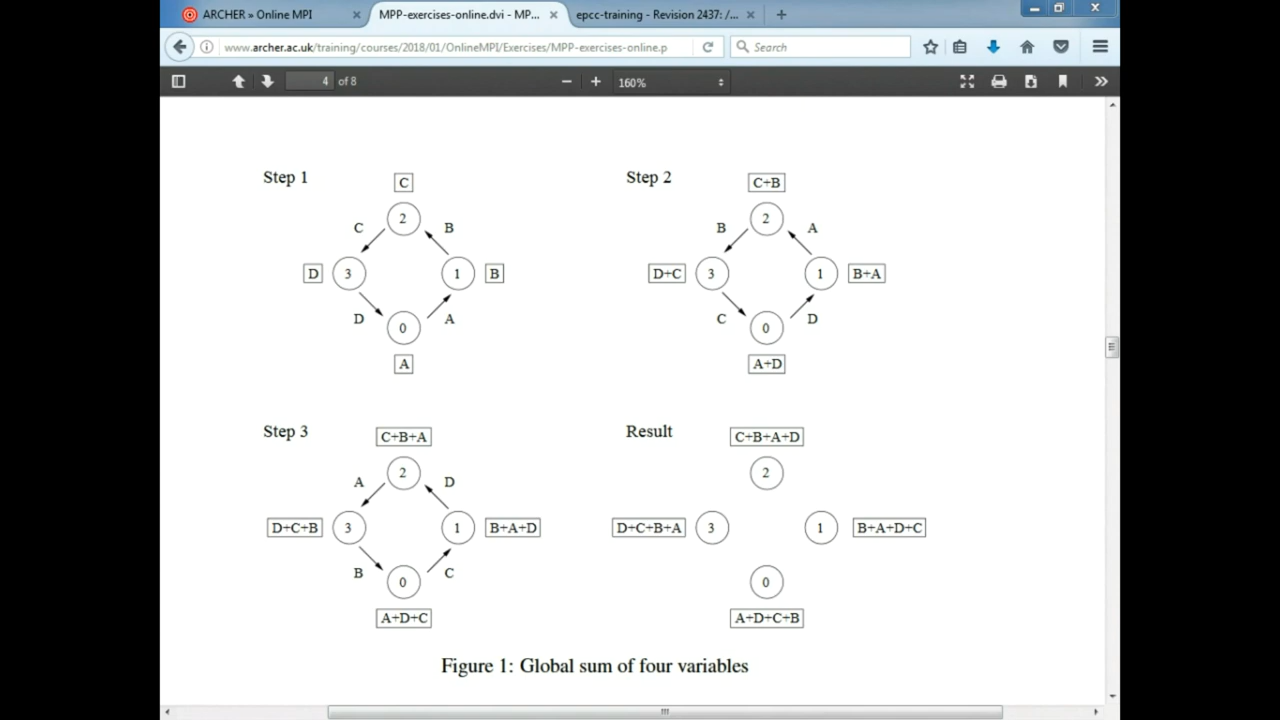 ARCHER » Online MPI
MPP-exercises-online.dvi - MP...
epcc-training - Revision 2437: /...
www.archer.ac.uk/training/courses/2018/01/OnlineMPI/Exercises/MPP-exercises-online.p
Search
4 of 8
160%
Step 1
C
2
C
B
D
3
1
B
D
A
0
A
Step 2
C+B
2
B
A
D+C
3
1
B+A
C
D
0
A+D
Step 3
C+B+A
2
A
D
D+C+B
3
1
B+A+D
B
C
0
A+D+C
Result
C+B+A+D
2
D+C+B+A
3
1
B+A+D+C
0
A+D+C+B
Figure 1: Global sum of four variables